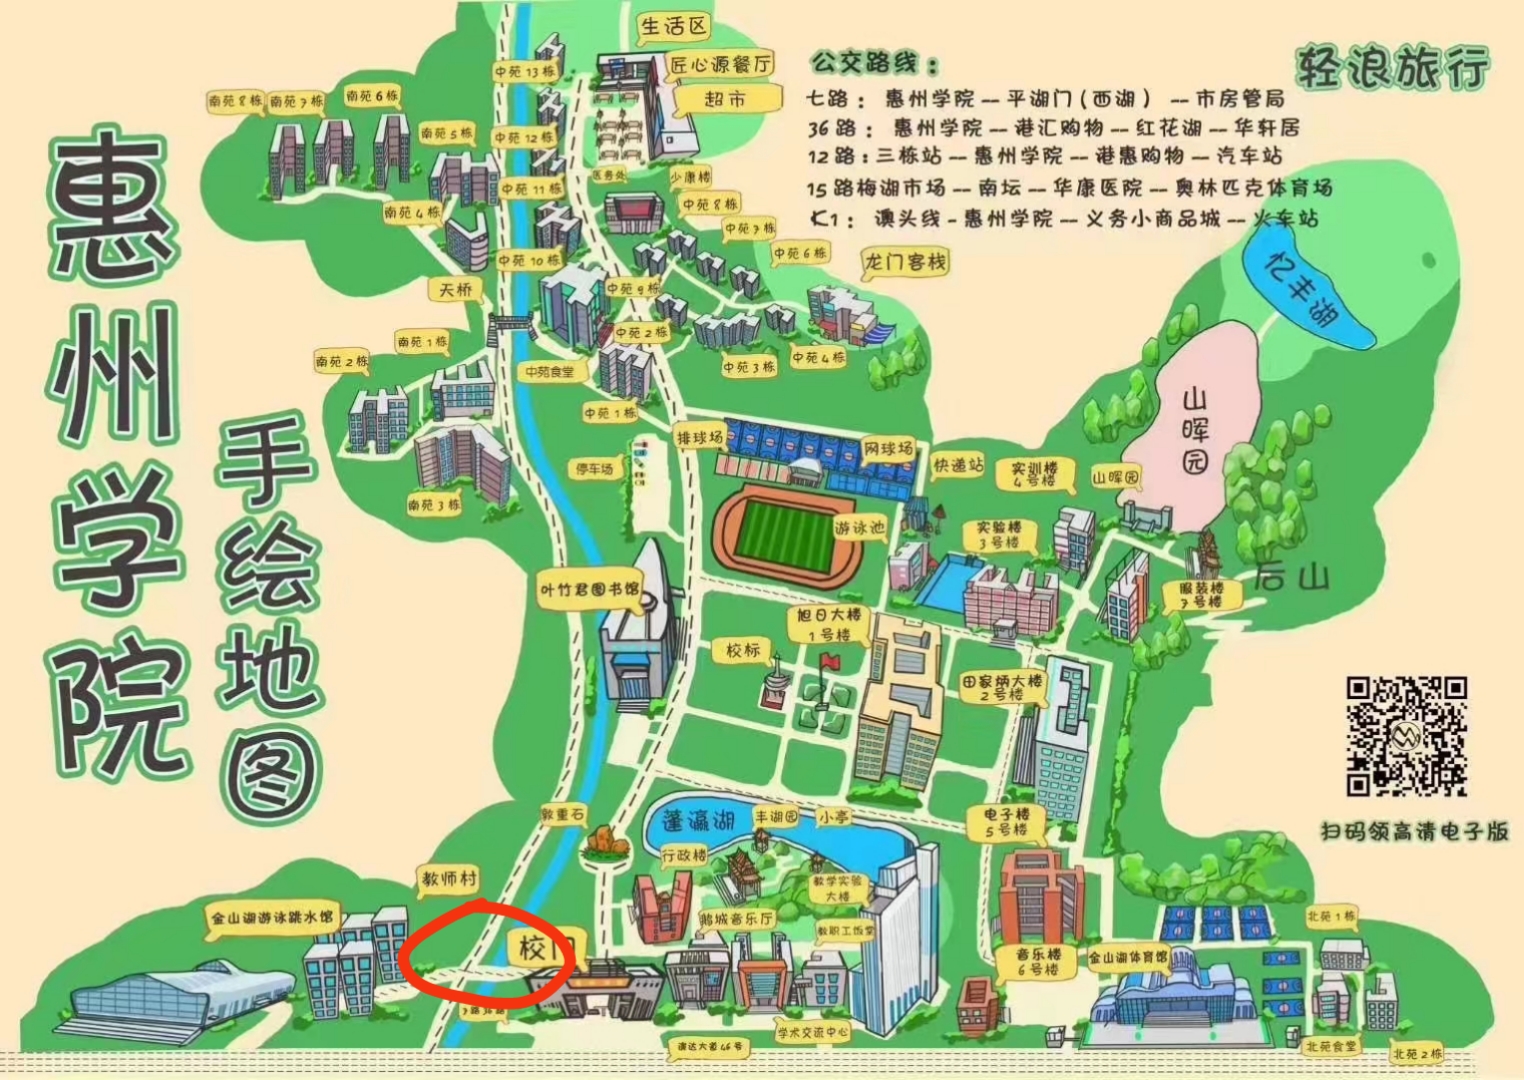 惠州学院
手绘地图
轻浪旅行
公交路线：
七路： 惠州学院--平湖门(西湖)--市房管局
36路： 惠州学院--港汇购物--红花湖--华轩居
12路：三栋站--惠州学院--港惠购物--汽车站
15路梅湖市场--南坛--华康医院--奥林匹克体育场
K1： 澳头线-惠州学院--义务小商品城--火车站
生活区
匠心源餐厅
超市
中苑13栋
南苑8栋
南苑7栋
南苑6栋
南苑5栋
中苑12栋
医务处
少康楼
中苑11栋
南苑4栋
中苑8栋
中苑7栋
中苑6栋
龙门客栈
中苑10栋
天桥
中苑9栋
忆丰湖
南苑1栋
南苑2栋
中苑2栋
中苑食堂
中苑3栋
中苑4栋
中苑1栋
山晖园
排球场
网球场
停车场
快递站
实训楼
4号楼
山晖园
南苑3栋
游泳池
实验楼
3号楼
后山
叶竹君图书馆
服装楼
7号楼
旭日大楼
1号楼
校标
田家炳大楼
2号楼
敦重石
蓬瀛湖
丰湖园
小亭
电子楼
5号楼
扫码领高清电子版
行政楼
教师村
教学实验
大楼
金山湖游泳跳水馆
鹅城音乐厅
教职工饭堂
北苑1栋
校门
音乐楼
6号楼
金山湖体育馆
学术交流中心
演达大道46号
北苑食堂
北苑2栋